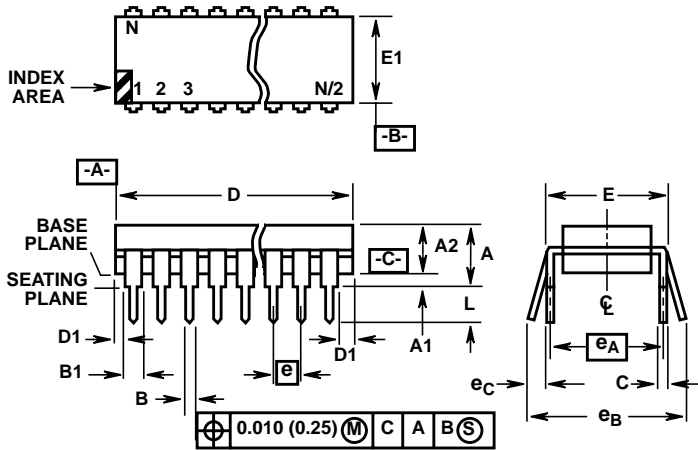 N
E1
INDEX
AREA
1 2 3 N/2
-B-
-A-
D
E
BASE
PLANE
A2
A
-C-
SEATING
PLANE
L
C̲L
D1
A1
D1
eA
B1
e
eC
C
B
eB
0.010 (0.25) M C A B S